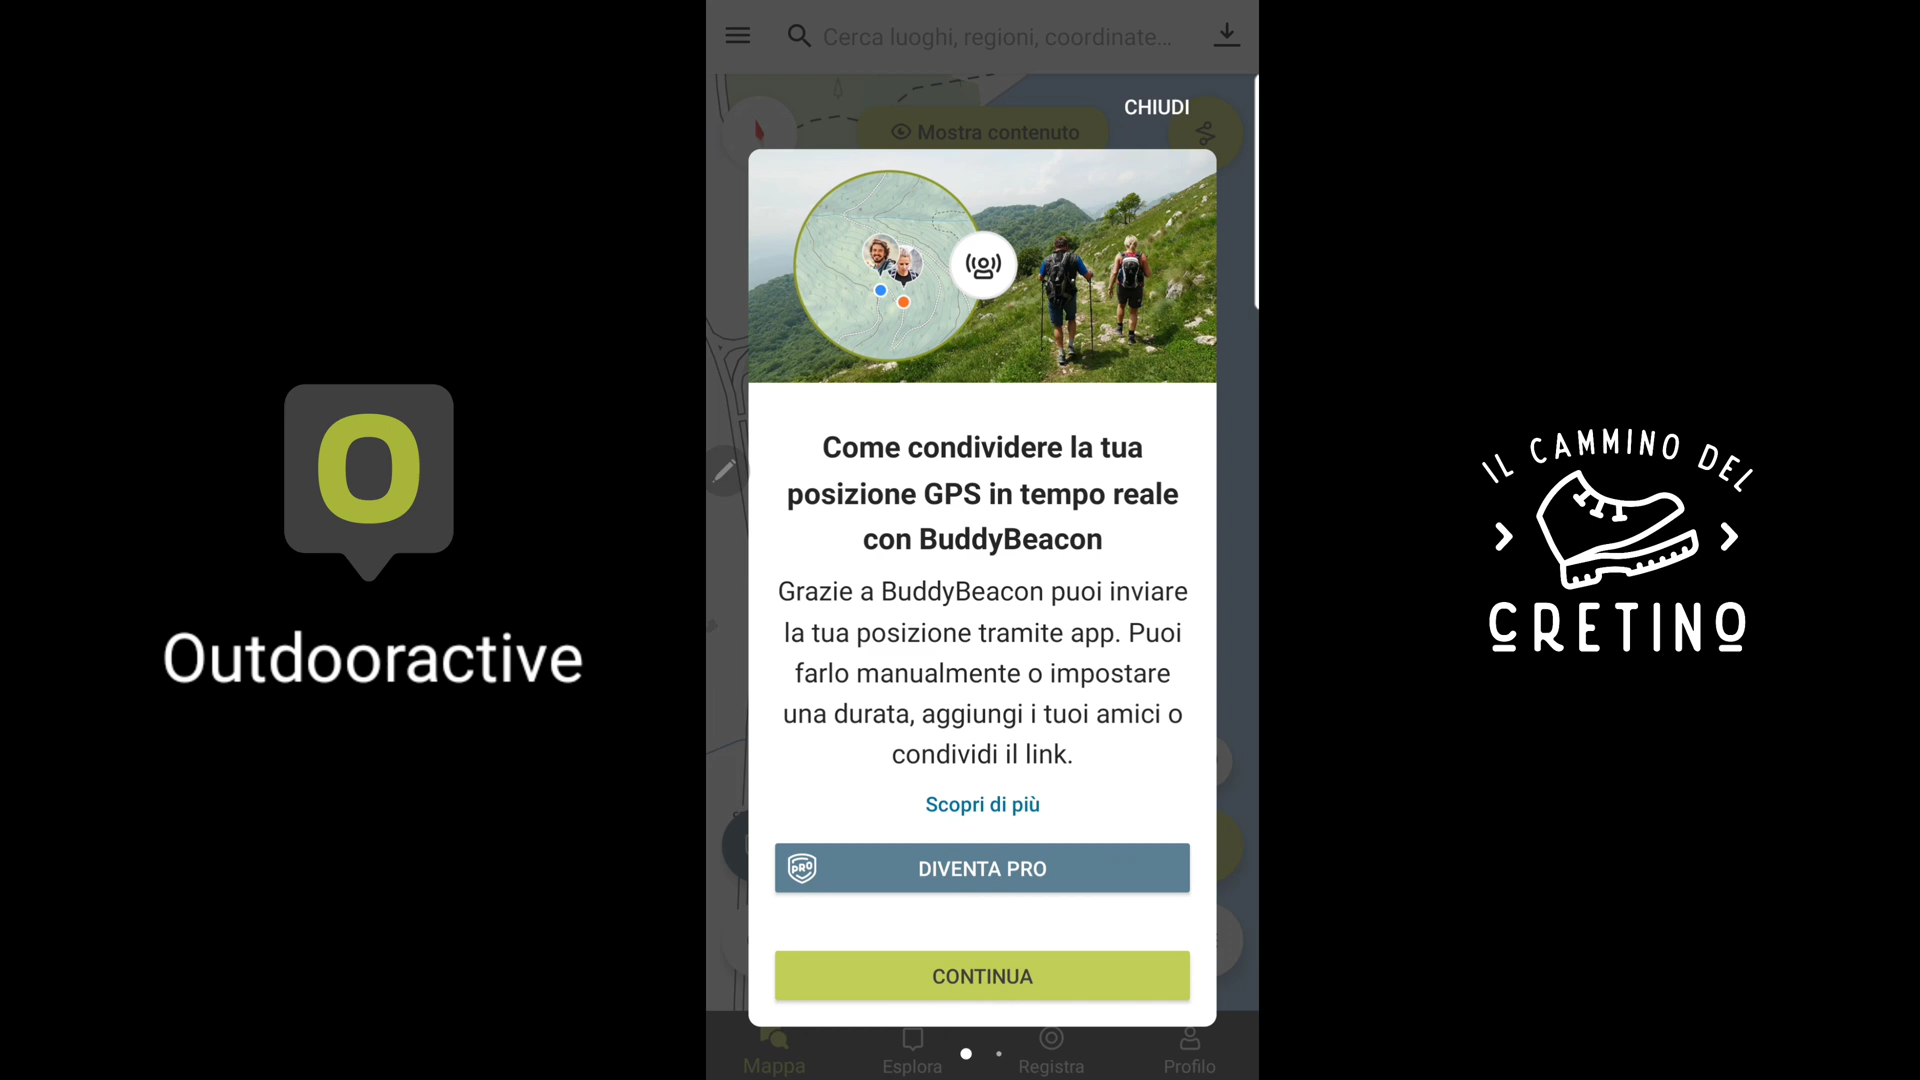 Cerca luoghi, regioni, coordinate...
CHIUDI
Mostra contenuto
Come condividere la tua
posizione GPS in tempo reale
con BuddyBeacon
Grazie a BuddyBeacon puoi inviare
la tua posizione tramite app. Puoi
farlo manualmente o impostare
una durata, aggiungi i tuoi amici o
condividi il link.
Scopri di più
PRO
DIVENTA PRO
CONTINUA
Mappa
Esplora
Registra
Profilo
O
Outdooractive
IL CAMMINO DEL
CRETINO